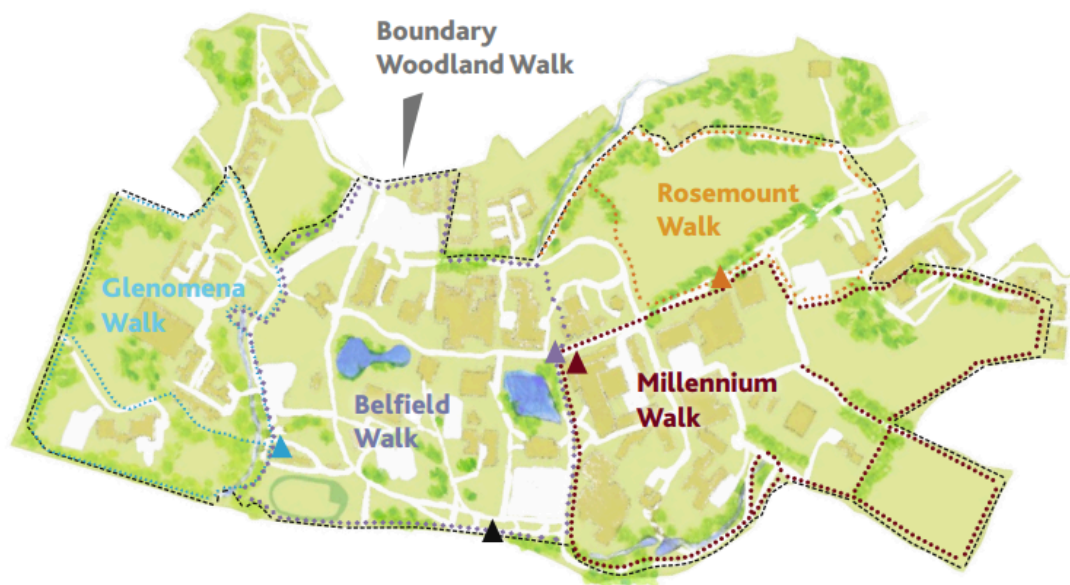 Boundary
Woodland Walk
Rosemount
Walk
Glenomena
Walk
Belfield
Walk
Millennium
Walk